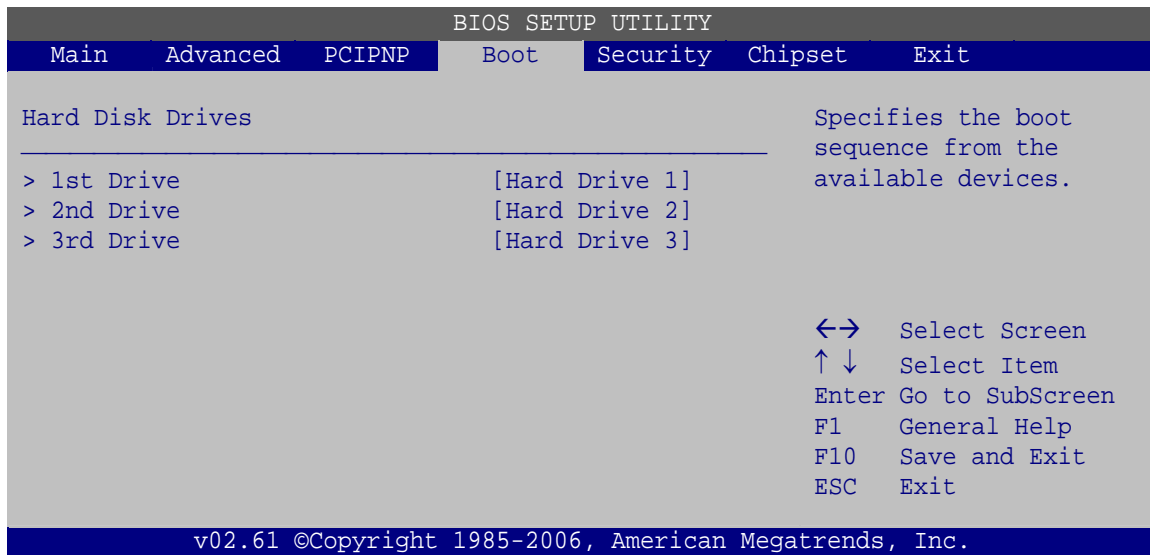 BIOS SETUP UTILITY
Main Advanced PCIPNP Boot Security Chipset Exit
Hard Disk Drives
> 1st Drive [Hard Drive 1]
> 2nd Drive [Hard Drive 2]
> 3rd Drive [Hard Drive 3]
Specifies the boot
sequence from the
available devices.
←→ Select Screen
↑ ↓ Select Item
Enter Go to SubScreen
F1 General Help
F10 Save and Exit
ESC Exit
v02.61 ©Copyright 1985-2006, American Megatrends, Inc.